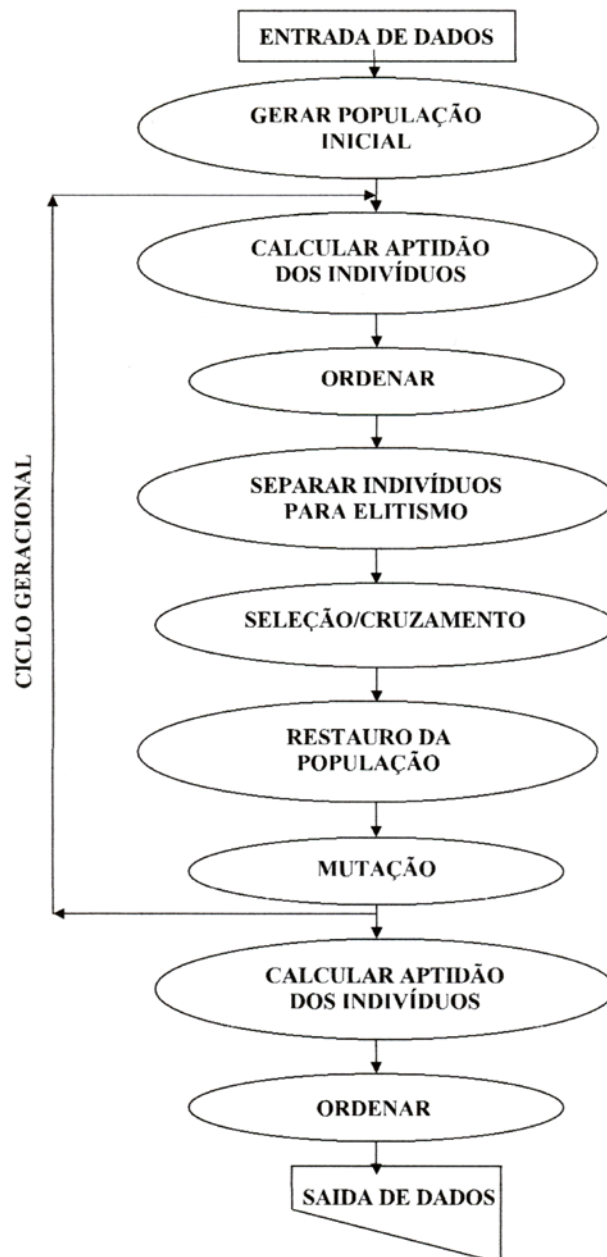 ENTRADA DE DADOS
GERAR POPULAÇÃO
INICIAL
CALCULAR APTIDÃO
DOS INDIVÍDUOS
ORDENAR
SEPARAR INDIVÍDUOS
PARA ELITISMO
CICLO GERACIONAL
SELEÇÃO/CRUZAMENTO
RESTAURO DA
POPULAÇÃO
MUTAÇÃO
CALCULAR APTIDÃO
DOS INDIVÍDUOS
ORDENAR
SAIDA DE DADOS